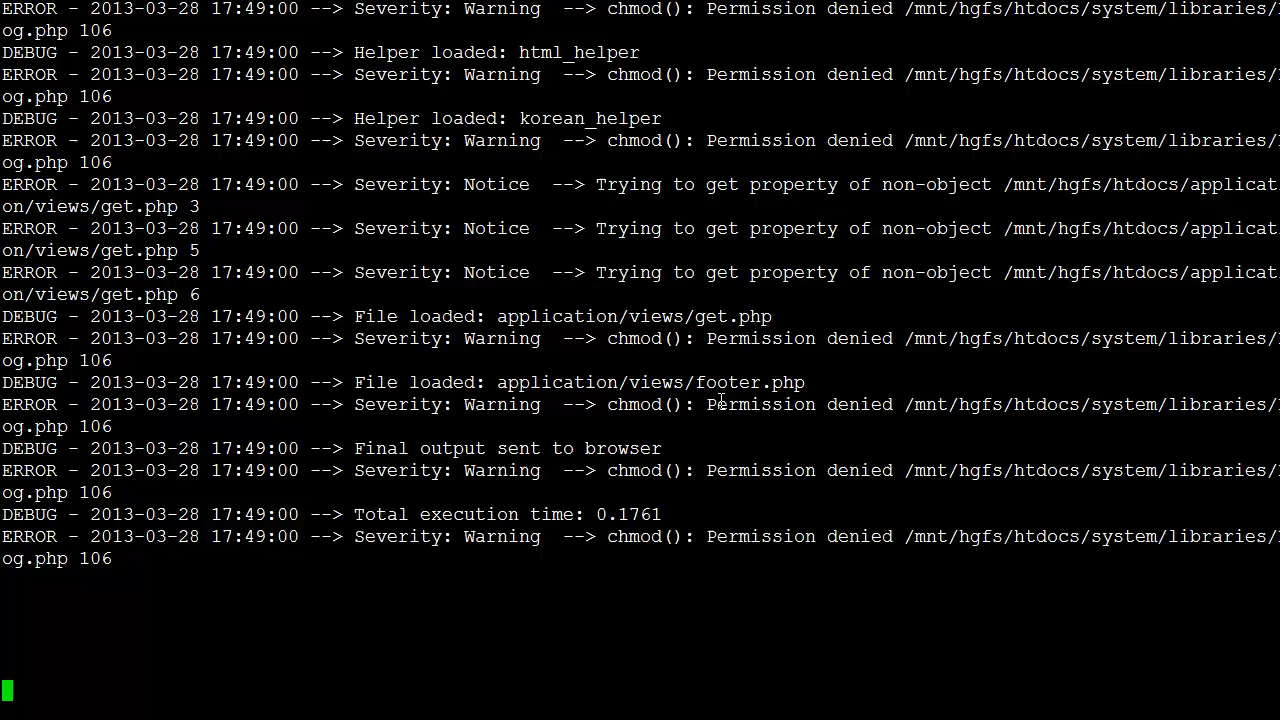 ERROR - 2013-03-28 17:49:00 --> Severity: Warning  --> chmod(): Permission denied /mnt/hgfs/htdocs/system/libraries/
og.php 106
DEBUG - 2013-03-28 17:49:00 --> Helper loaded: html_helper
ERROR - 2013-03-28 17:49:00 --> Severity: Warning  --> chmod(): Permission denied /mnt/hgfs/htdocs/system/libraries/
og.php 106
DEBUG - 2013-03-28 17:49:00 --> Helper loaded: korean_helper
ERROR - 2013-03-28 17:49:00 --> Severity: Warning  --> chmod(): Permission denied /mnt/hgfs/htdocs/system/libraries/
og.php 106
ERROR - 2013-03-28 17:49:00 --> Severity: Notice  --> Trying to get property of non-object /mnt/hgfs/htdocs/applicat
on/views/get.php 3
ERROR - 2013-03-28 17:49:00 --> Severity: Notice  --> Trying to get property of non-object /mnt/hgfs/htdocs/applicat
on/views/get.php 5
ERROR - 2013-03-28 17:49:00 --> Severity: Notice  --> Trying to get property of non-object /mnt/hgfs/htdocs/applicat
on/views/get.php 6
DEBUG - 2013-03-28 17:49:00 --> File loaded: application/views/get.php
ERROR - 2013-03-28 17:49:00 --> Severity: Warning  --> chmod(): Permission denied /mnt/hgfs/htdocs/system/libraries/
og.php 106
DEBUG - 2013-03-28 17:49:00 --> File loaded: application/views/footer.php
ERROR - 2013-03-28 17:49:00 --> Severity: Warning  --> chmod(): Permission denied /mnt/hgfs/htdocs/system/libraries/
og.php 106
DEBUG - 2013-03-28 17:49:00 --> Final output sent to browser
ERROR - 2013-03-28 17:49:00 --> Severity: Warning  --> chmod(): Permission denied /mnt/hgfs/htdocs/system/libraries/
og.php 106
DEBUG - 2013-03-28 17:49:00 --> Total execution time: 0.1761
ERROR - 2013-03-28 17:49:00 --> Severity: Warning  --> chmod(): Permission denied /mnt/hgfs/htdocs/system/libraries/
og.php 106